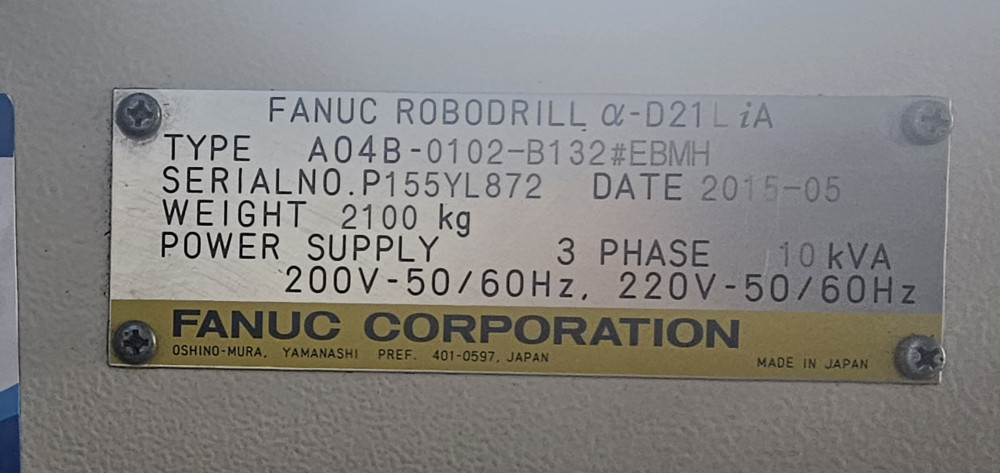 FANUC ROBODRILL α-D21LiA
TYPE A04B-0102-B132#EBMH
SERIALNO.P155YL872 DATE 2015-05
WEIGHT 2100 kg
POWER SUPPLY 3 PHASE 10 kVA
200V-50/60Hz, 220V-50/60Hz
FANUC CORPORATION
OSHINO-MURA, YAMANASHI PREF. 401-0597, JAPAN
MADE IN JAPAN